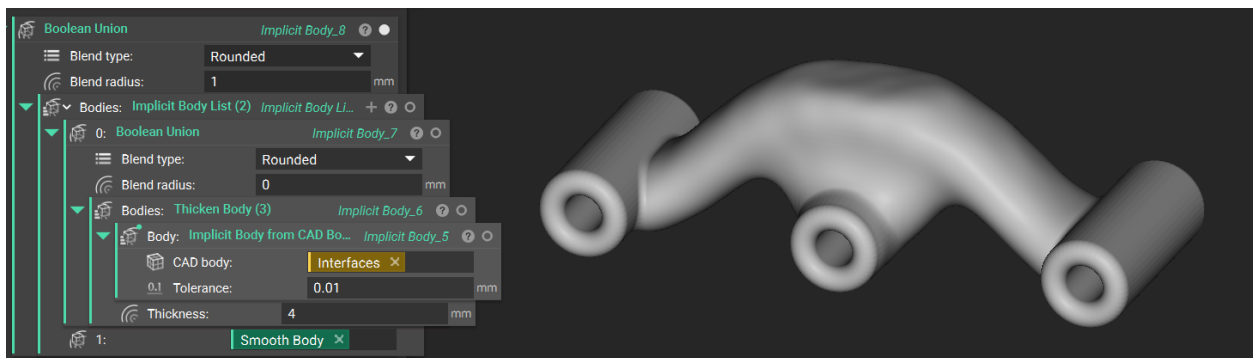 Boolean Union Implicit Body_8
Blend type: Rounded
Blend radius: 1 mm
Bodies: Implicit Body List (2) Implicit Body Li...
0: Boolean Union Implicit Body_7
Blend type: Rounded
Blend radius: 0 mm
Bodies: Thicken Body (3) Implicit Body_6
Body: Implicit Body from CAD Bo... Implicit Body_5
CAD body: Interfaces
0.1 Tolerance: 0.01 mm
Thickness: 4 mm
1: Smooth Body